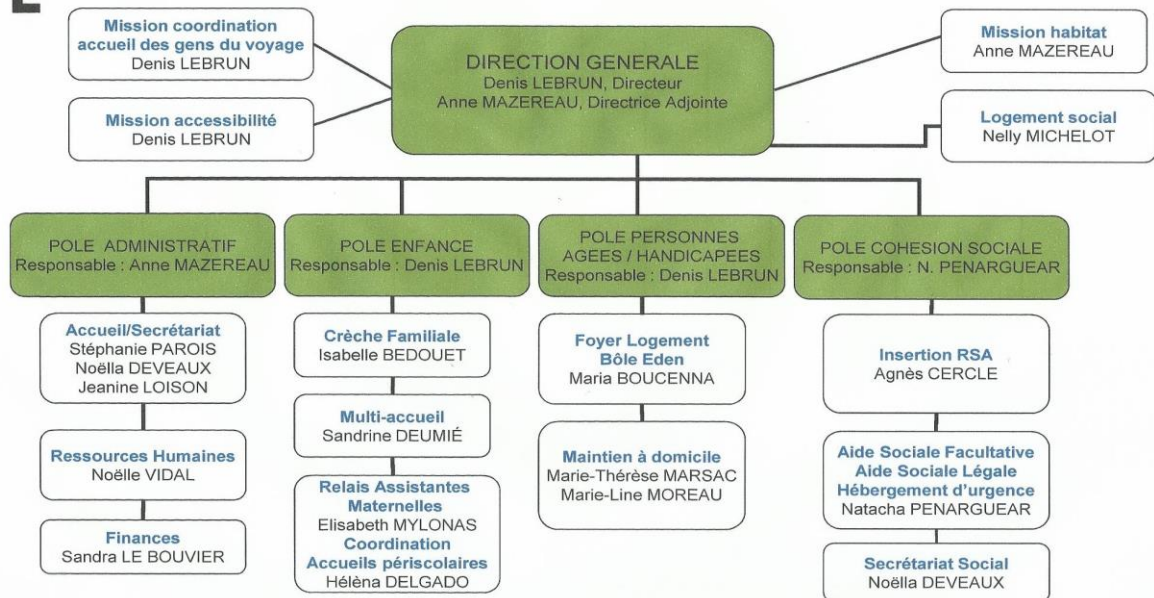 E
Mission coordination
accueil des gens du voyage
Denis LEBRUN
Mission accessibilité
Denis LEBRUN
DIRECTION GENERALE
Denis LEBRUN, Directeur
Anne MAZEREAU, Directrice Adjointe
Mission habitat
Anne MAZEREAU
Logement social
Nelly MICHELOT
POLE ADMINISTRATIF
Responsable : Anne MAZEREAU
Accueil/Secrétariat
Stéphanie PAROIS
Noëlla DEVEAUX
Jeanine LOISON
Ressources Humaines
Noëlle VIDAL
Finances
Sandra LE BOUVIER
POLE ENFANCE
Responsable : Denis LEBRUN
Crèche Familiale
Isabelle BEDOUET
Multi-accueil
Sandrine DEUMIÉ
Relais Assistantes
Maternelles
Elisabeth MYLONAS
Coordination
Accueils périscolaires
Hélèna DELGADO
POLE PERSONNES
AGEES / HANDICAPEES
Responsable : Denis LEBRUN
Foyer Logement
Bôle Eden
Maria BOUCENNA
Maintien à domicile
Marie-Thérèse MARSAC
Marie-Line MOREAU
POLE COHESION SOCIALE
Responsable : N. PENARGUEAR
Insertion RSA
Agnès CERCLE
Aide Sociale Facultative
Aide Sociale Légale
Hébergement d'urgence
Natacha PENARGUEAR
Secrétariat Social
Noëlla DEVEAUX